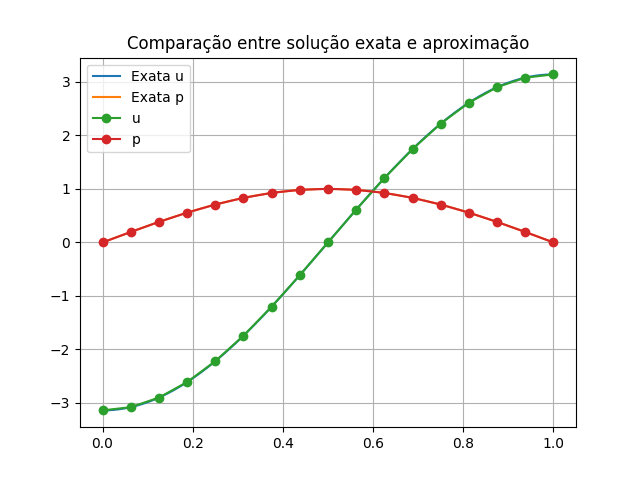 Comparação entre solução exata e aproximação
Exata u
Exata p
u
p
3
2
1
0
−1
−2
−3
0.0 0.2 0.4 0.6 0.8 1.0